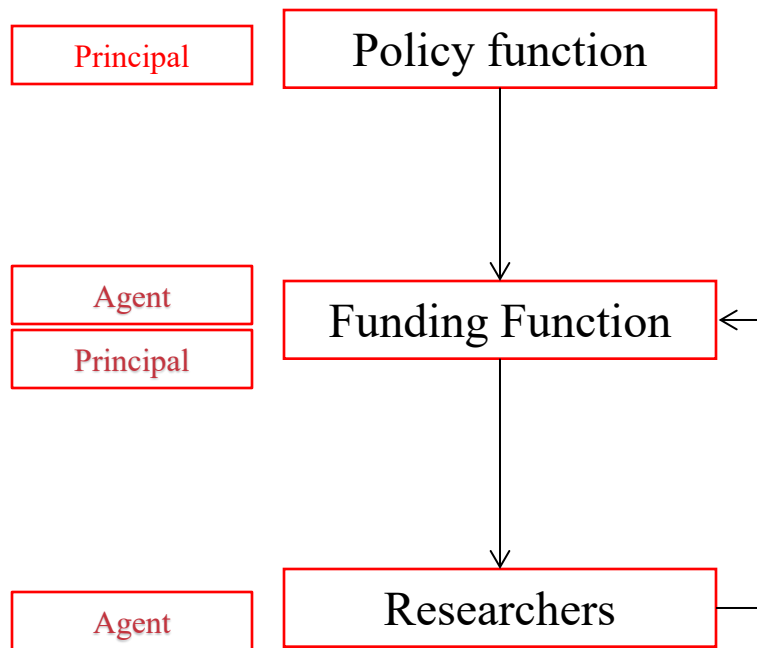 Principal
Policy function
Agent
Funding Function
Principal
Researchers
Agent